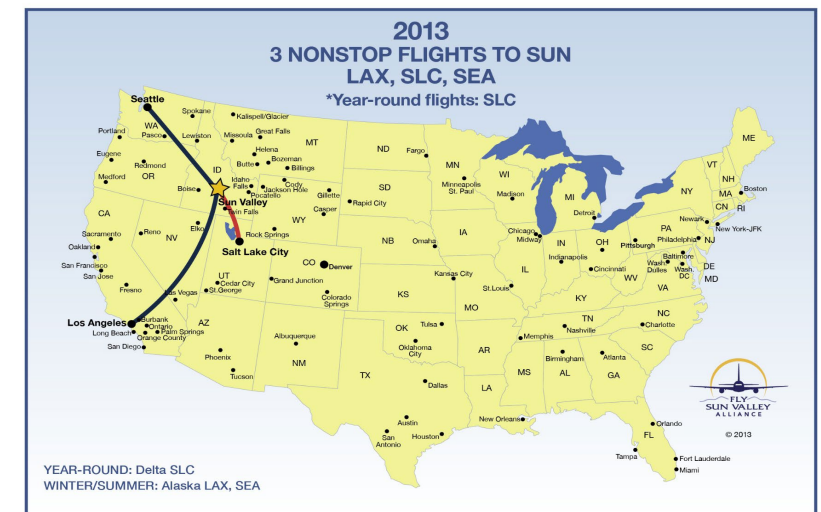 2013
3 NONSTOP FLIGHTS TO SUN
LAX, SLC, SEA
*Year-round flights: SLC
Seattle
Spokane
Kalispell/Glacier
WA
Portland
Pasco
Lewiston
Missoula
Great Falls
MT
ND
Fargo
ME
Helena
Eugene
Redmond
ID
Butte
Bozeman
Billings
MN
WI
VT
NH
Medford
OR
Boise
Idaho
Falls
Pocatello
Jackson Hole
Cody
Gillette
SD
Minneapolis
St. Paul
Madison
MI
NY
MA
Boston
Sun Valley
Twin Falls
WY
Casper
Rapid City
CN
RI
CA
Detroit
Newark
New York-JFK
Sacramento
Reno
NV
Elko
Rock Springs
NB
Omaha
IA
Chicago
Midway
IN
OH
PA
Pittsburgh
Philadelphia
NJ
Oakland
Salt Lake City
Indianapolis
Baltimore
San Francisco
San Jose
UT
CO
Denver
Kansas City
IL
Cincinnati
WV
Wash.
Dulles
Wash.
DC
DE
MD
Fresno
Las Vegas
Cedar City
St.George
Grand Junction
Colorado
Springs
KS
St.Louis
MO
KY
VA
Los Angeles
Burbank
Ontario
Palm Springs
Long Beach
Orange County
San Diego
AZ
Albuquerque
OK
Tulsa
Oklahoma
City
TN
Nashville
Memphis
NC
Charlotte
Phoenix
Tucson
NM
TX
AR
MS
Birmingham
AL
Atlanta
GA
SC
Dallas
LA
FLY
SUN VALLEY
ALLIANCE
© 2013
Austin
San
Antonio
Houston
New Orleans
Orlando
FL
Tampa
Fort Lauderdale
Miami
YEAR-ROUND: Delta SLC
WINTER/SUMMER: Alaska LAX, SEA